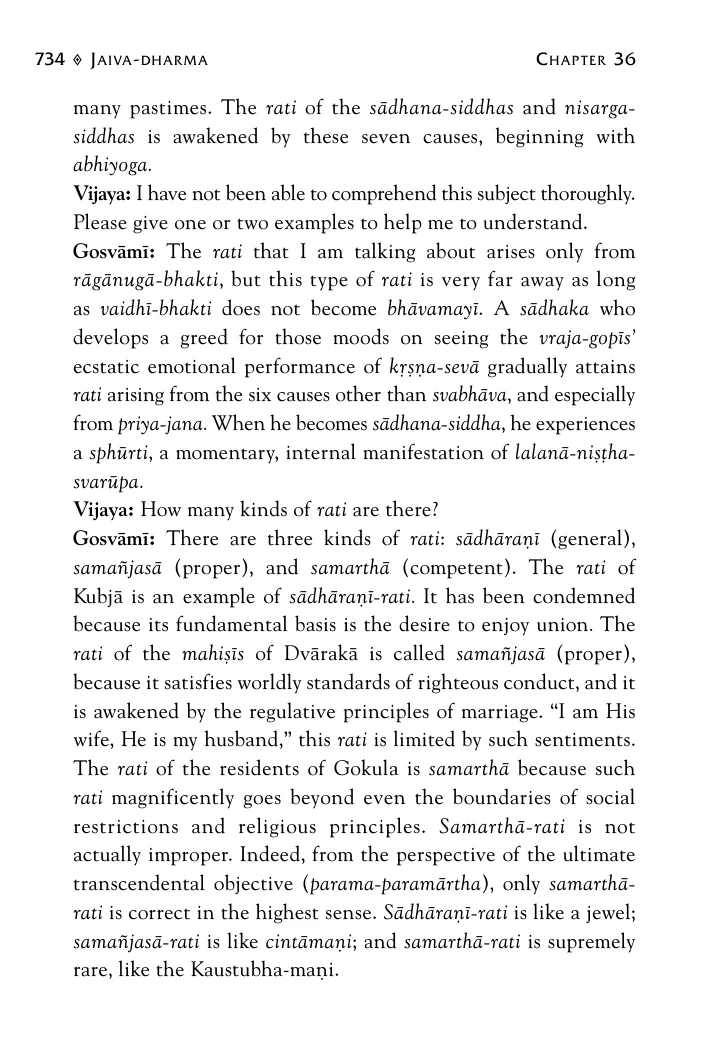 734 ◈ JAIVA-DHARMA CHAPTER 36
many pastimes. The rati of the sādhana-siddhas and nisarga-
siddhas is awakened by these seven causes, beginning with
abhiyoga.
Vijaya: I have not been able to comprehend this subject thoroughly.
Please give one or two examples to help me to understand.
Gosvāmī: The rati that I am talking about arises only from
rāgānugā-bhakti, but this type of rati is very far away as long
as vaidhī-bhakti does not become bhāvamayī. A sādhaka who
develops a greed for those moods on seeing the vraja-gopīs’
ecstatic emotional performance of kṛṣṇa-sevā gradually attains
rati arising from the six causes other than svabhāva, and especially
from priya-jana. When he becomes sādhana-siddha, he experiences
a sphūrti, a momentary, internal manifestation of lalanā-niṣṭha-
svarūpa.
Vijaya: How many kinds of rati are there?
Gosvāmī: There are three kinds of rati: sādhāraṇī (general),
samañjasā (proper), and samarthā (competent). The rati of
Kubjā is an example of sādhāraṇī-rati. It has been condemned
because its fundamental basis is the desire to enjoy union. The
rati of the mahiṣīs of Dvārakā is called samañjasā (proper),
because it satisfies worldly standards of righteous conduct, and it
is awakened by the regulative principles of marriage. “I am His
wife, He is my husband,” this rati is limited by such sentiments.
The rati of the residents of Gokula is samarthā because such
rati magnificently goes beyond even the boundaries of social
restrictions and religious principles. Samarthā-rati is not
actually improper. Indeed, from the perspective of the ultimate
transcendental objective (parama-paramārtha), only samarthā-
rati is correct in the highest sense. Sādhāraṇī-rati is like a jewel;
samañjasā-rati is like cintāmaṇi; and samarthā-rati is supremely
rare, like the Kaustubha-maṇi.